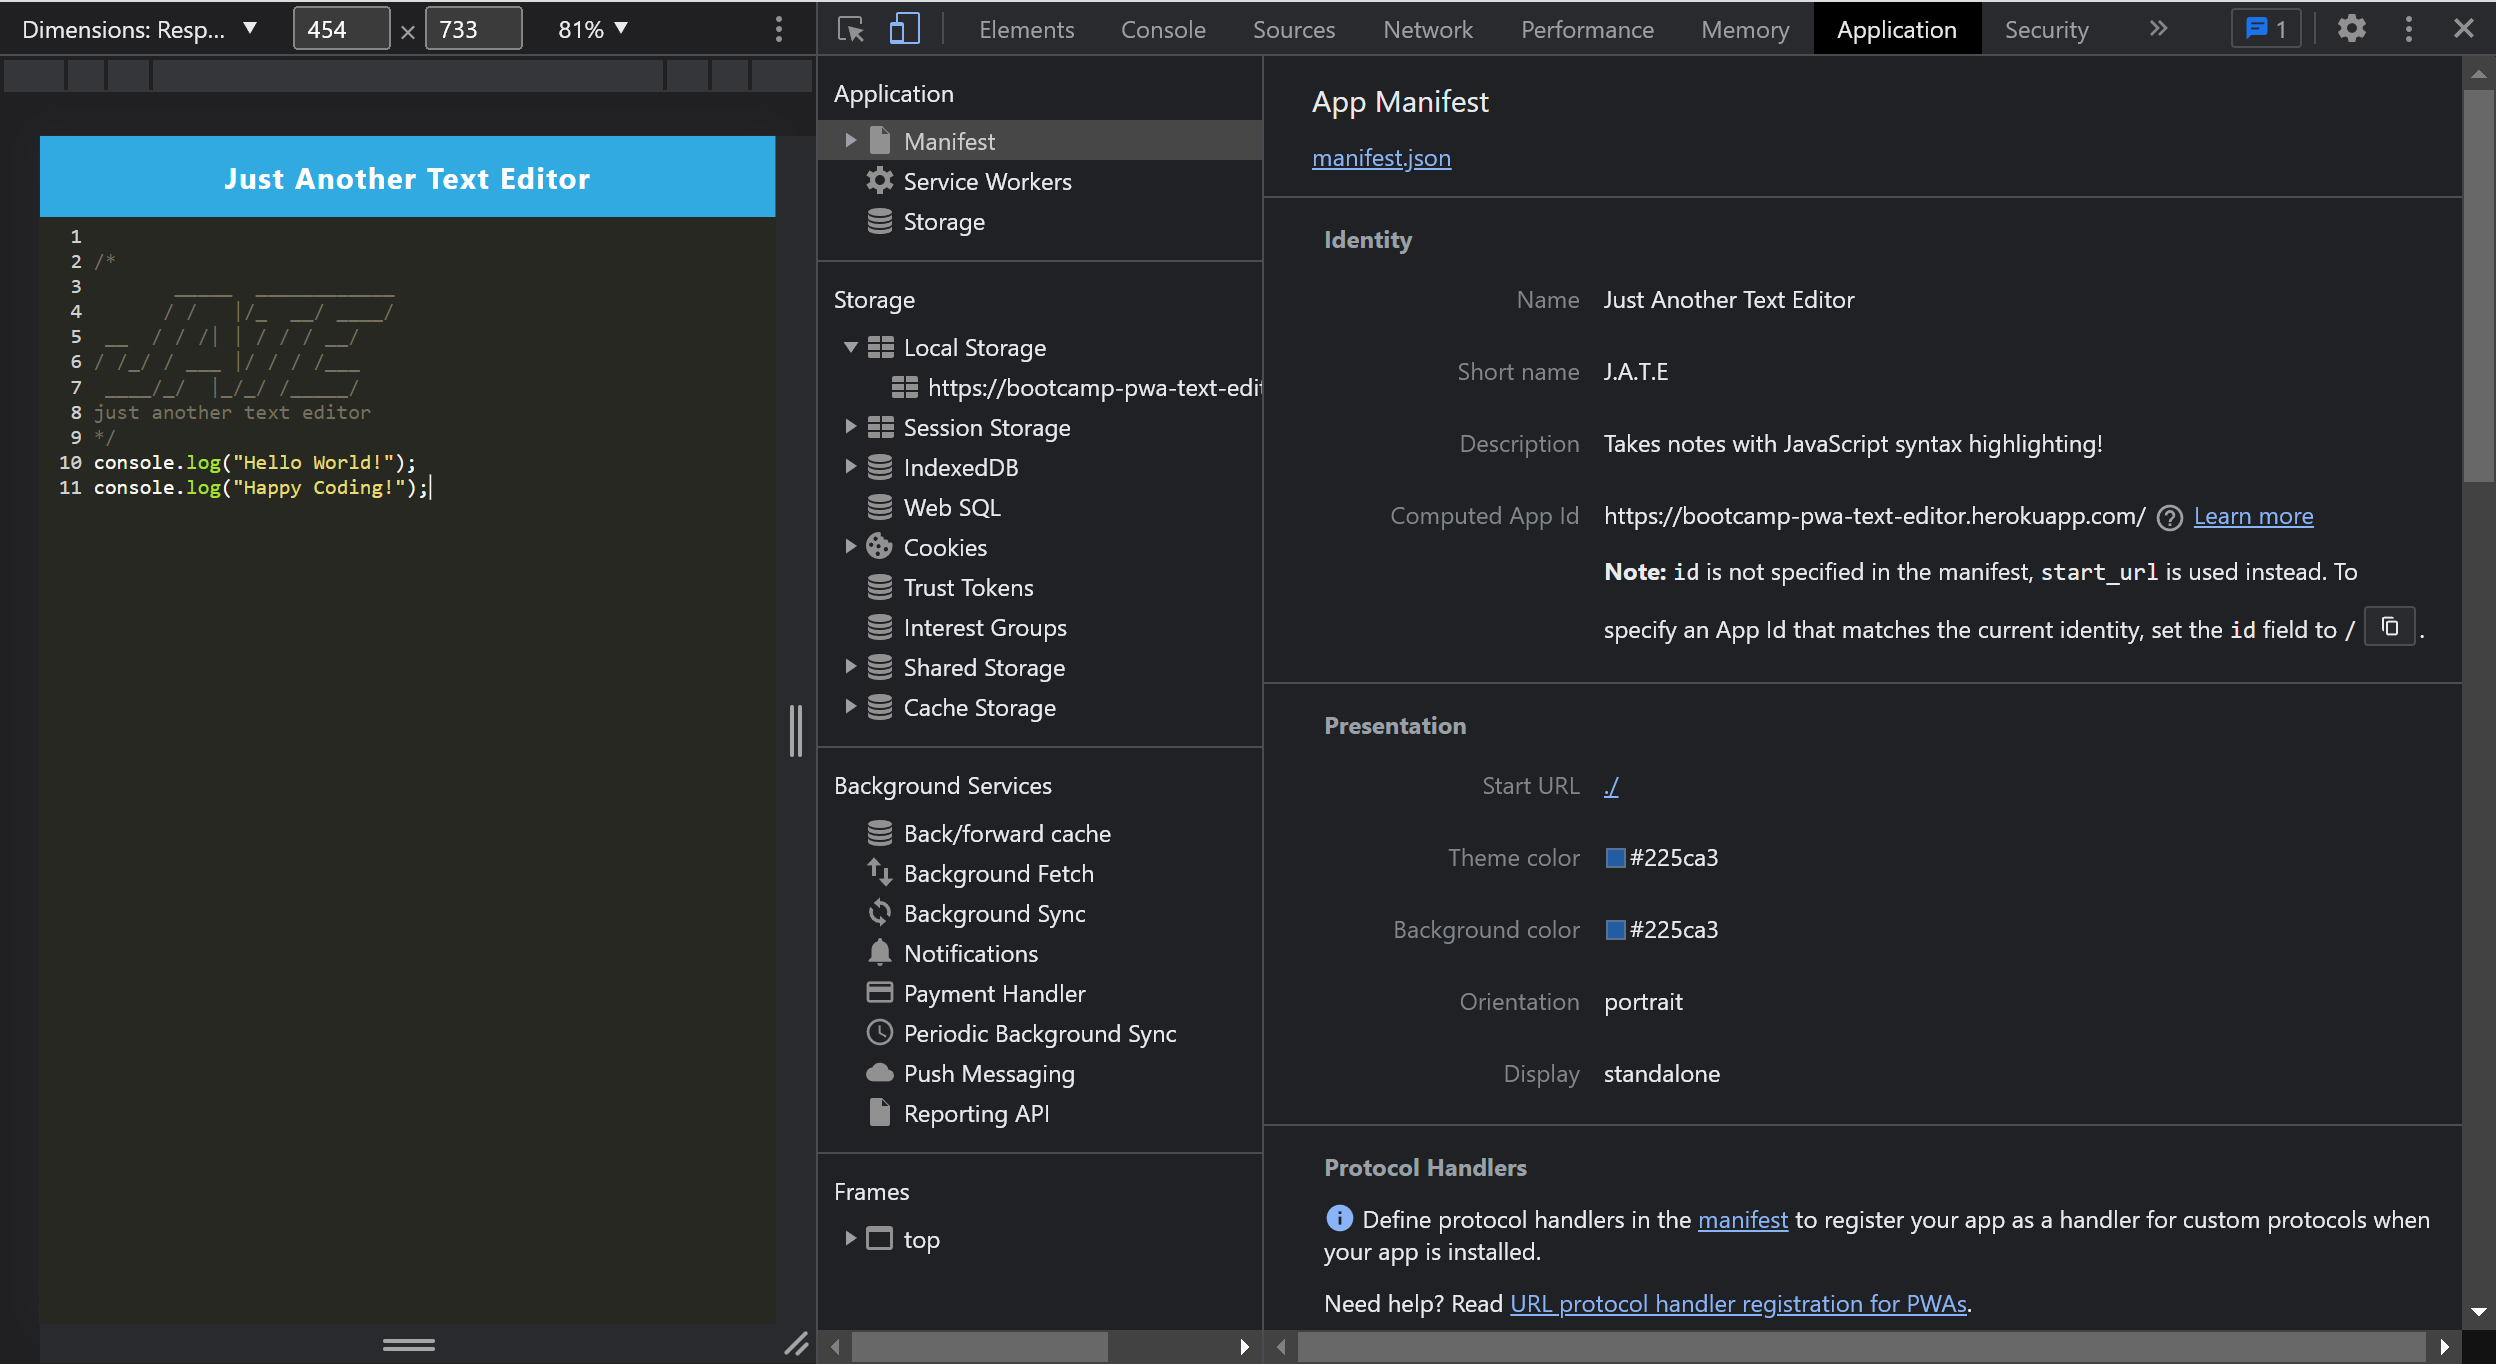 Dimensions: Resp... ▼ 454 × 733 81% ▼
Elements Console Sources Network Performance Memory Application Security » 1
Just Another Text Editor
1
2 /*
3        _____  ____________
4       / /   |/_  __/ ____/
5  __  / / /| | / / / __/
6 / /_/ / ___ |/ / / /___
7  ____/_/  |_/_/ /_____/
8 just another text editor
9 */
10 console.log("Hello World!");
11 console.log("Happy Coding!");
Application
Manifest
Service Workers
Storage
Storage
Local Storage
https://bootcamp-pwa-text-edit
Session Storage
IndexedDB
Web SQL
Cookies
Trust Tokens
Interest Groups
Shared Storage
Cache Storage
Background Services
Back/forward cache
Background Fetch
Background Sync
Notifications
Payment Handler
Periodic Background Sync
Push Messaging
Reporting API
Frames
top
App Manifest
manifest.json
Identity
Name Just Another Text Editor
Short name J.A.T.E
Description Takes notes with JavaScript syntax highlighting!
Computed App Id https://bootcamp-pwa-text-editor.herokuapp.com/ ? Learn more
Note: id is not specified in the manifest, start_url is used instead. To
specify an App Id that matches the current identity, set the id field to / .
Presentation
Start URL ./
Theme color #225ca3
Background color #225ca3
Orientation portrait
Display standalone
Protocol Handlers
Define protocol handlers in the manifest to register your app as a handler for custom protocols when
your app is installed.
Need help? Read URL protocol handler registration for PWAs.